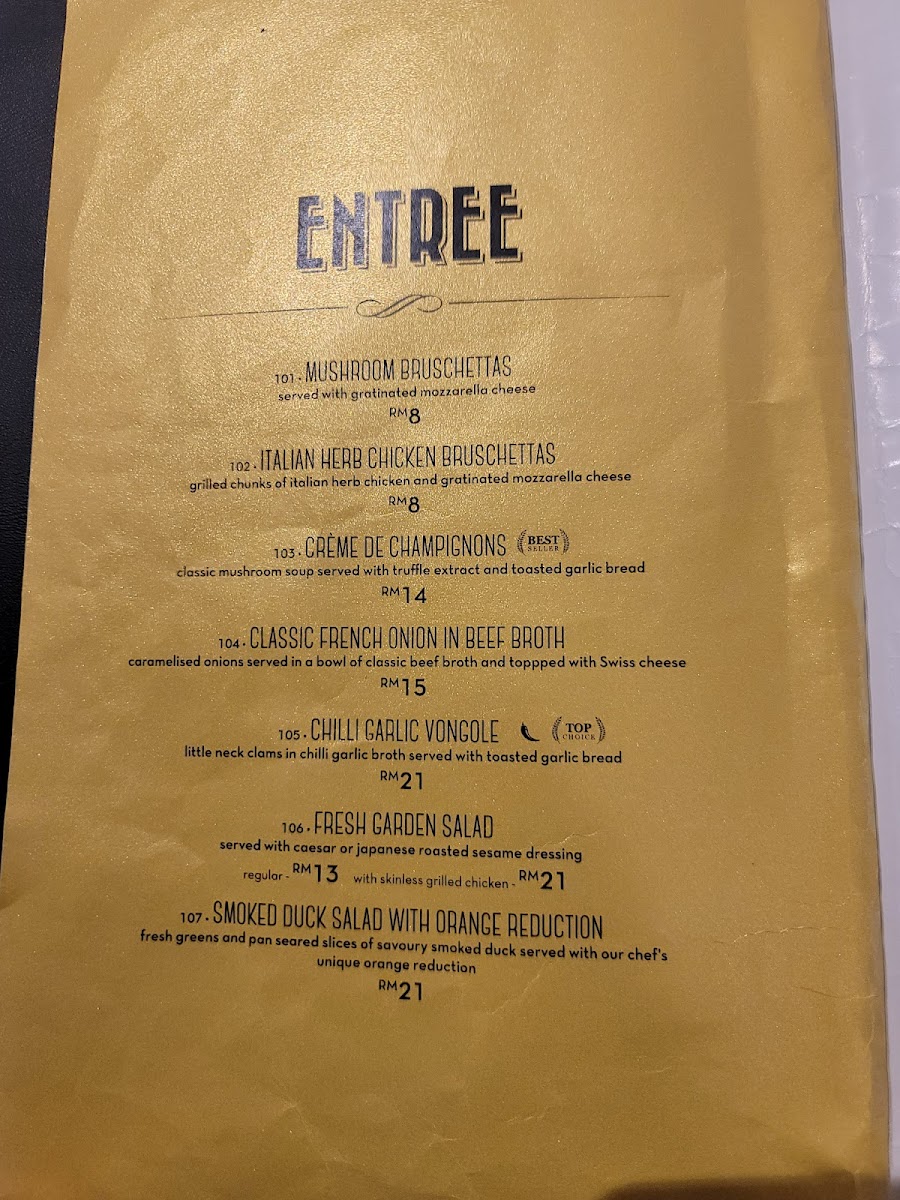 ENTREE
101. MUSHROOM BRUSCHETTAS
served with gratinated mozzarella cheese
RM8
102. ITALIAN HERB CHICKEN BRUSCHETTAS
grilled chunks of italian herb chicken and gratinated mozzarella cheese
RM8
103. CRÈME DE CHAMPIGNONS BEST SELLER
classic mushroom soup served with truffle extract and toasted garlic bread
RM14
104. CLASSIC FRENCH ONION IN BEEF BROTH
caramelised onions served in a bowl of classic beef broth and toppped with Swiss cheese
RM15
105. CHILLI GARLIC VONGOLE TOP CHOICE
little neck clams in chilli garlic broth served with toasted garlic bread
RM21
106. FRESH GARDEN SALAD
served with caesar or japanese roasted sesame dressing
regular - RM13 with skinless grilled chicken - RM21
107. SMOKED DUCK SALAD WITH ORANGE REDUCTION
fresh greens and pan seared slices of savoury smoked duck served with our chef's
unique orange reduction
RM21